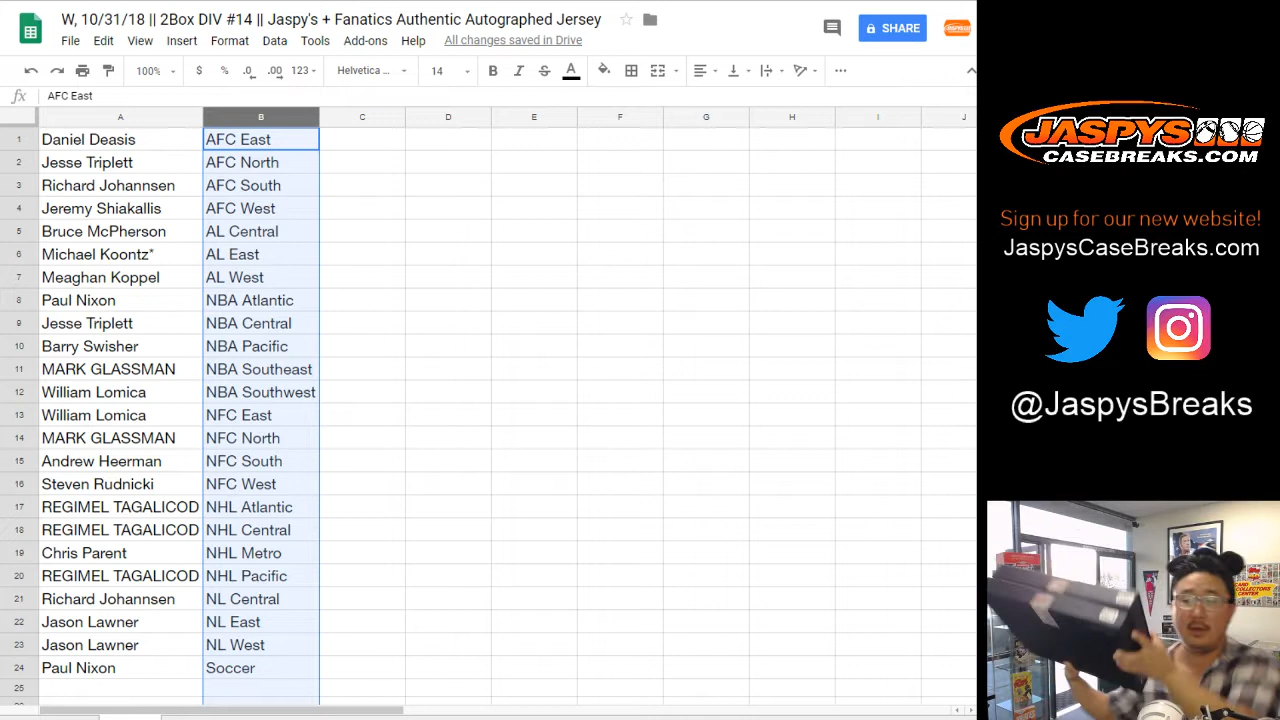 W, 10/31/18 || 2Box DIV #14 || Jaspy's + Fanatics Authentic Autographed Jersey
File Edit View Insert Format Data Tools Add-ons Help All changes saved in Drive
SHARE
100% $ % .0 .00 123 Helvetica ... 14 B I S A
fx AFC East
A B C D E F G H I J
1 Daniel Deasis AFC East
2 Jesse Triplett AFC North
3 Richard Johannsen AFC South
4 Jeremy Shiakallis AFC West
5 Bruce McPherson AL Central
6 Michael Koontz* AL East
7 Meaghan Koppel AL West
8 Paul Nixon NBA Atlantic
9 Jesse Triplett NBA Central
10 Barry Swisher NBA Pacific
11 MARK GLASSMAN NBA Southeast
12 William Lomica NBA Southwest
13 William Lomica NFC East
14 MARK GLASSMAN NFC North
15 Andrew Heerman NFC South
16 Steven Rudnicki NFC West
17 REGIMEL TAGALICOD NHL Atlantic
18 REGIMEL TAGALICOD NHL Central
19 Chris Parent NHL Metro
20 REGIMEL TAGALICOD NHL Pacific
21 Richard Johannsen NL Central
22 Jason Lawner NL East
23 Jason Lawner NL West
24 Paul Nixon Soccer
25
JASPYS
CASEBREAKS.COM
Sign up for our new website!
JaspysCaseBreaks.com
@JaspysBreaks
CARD
COLLECTORS
CENTER